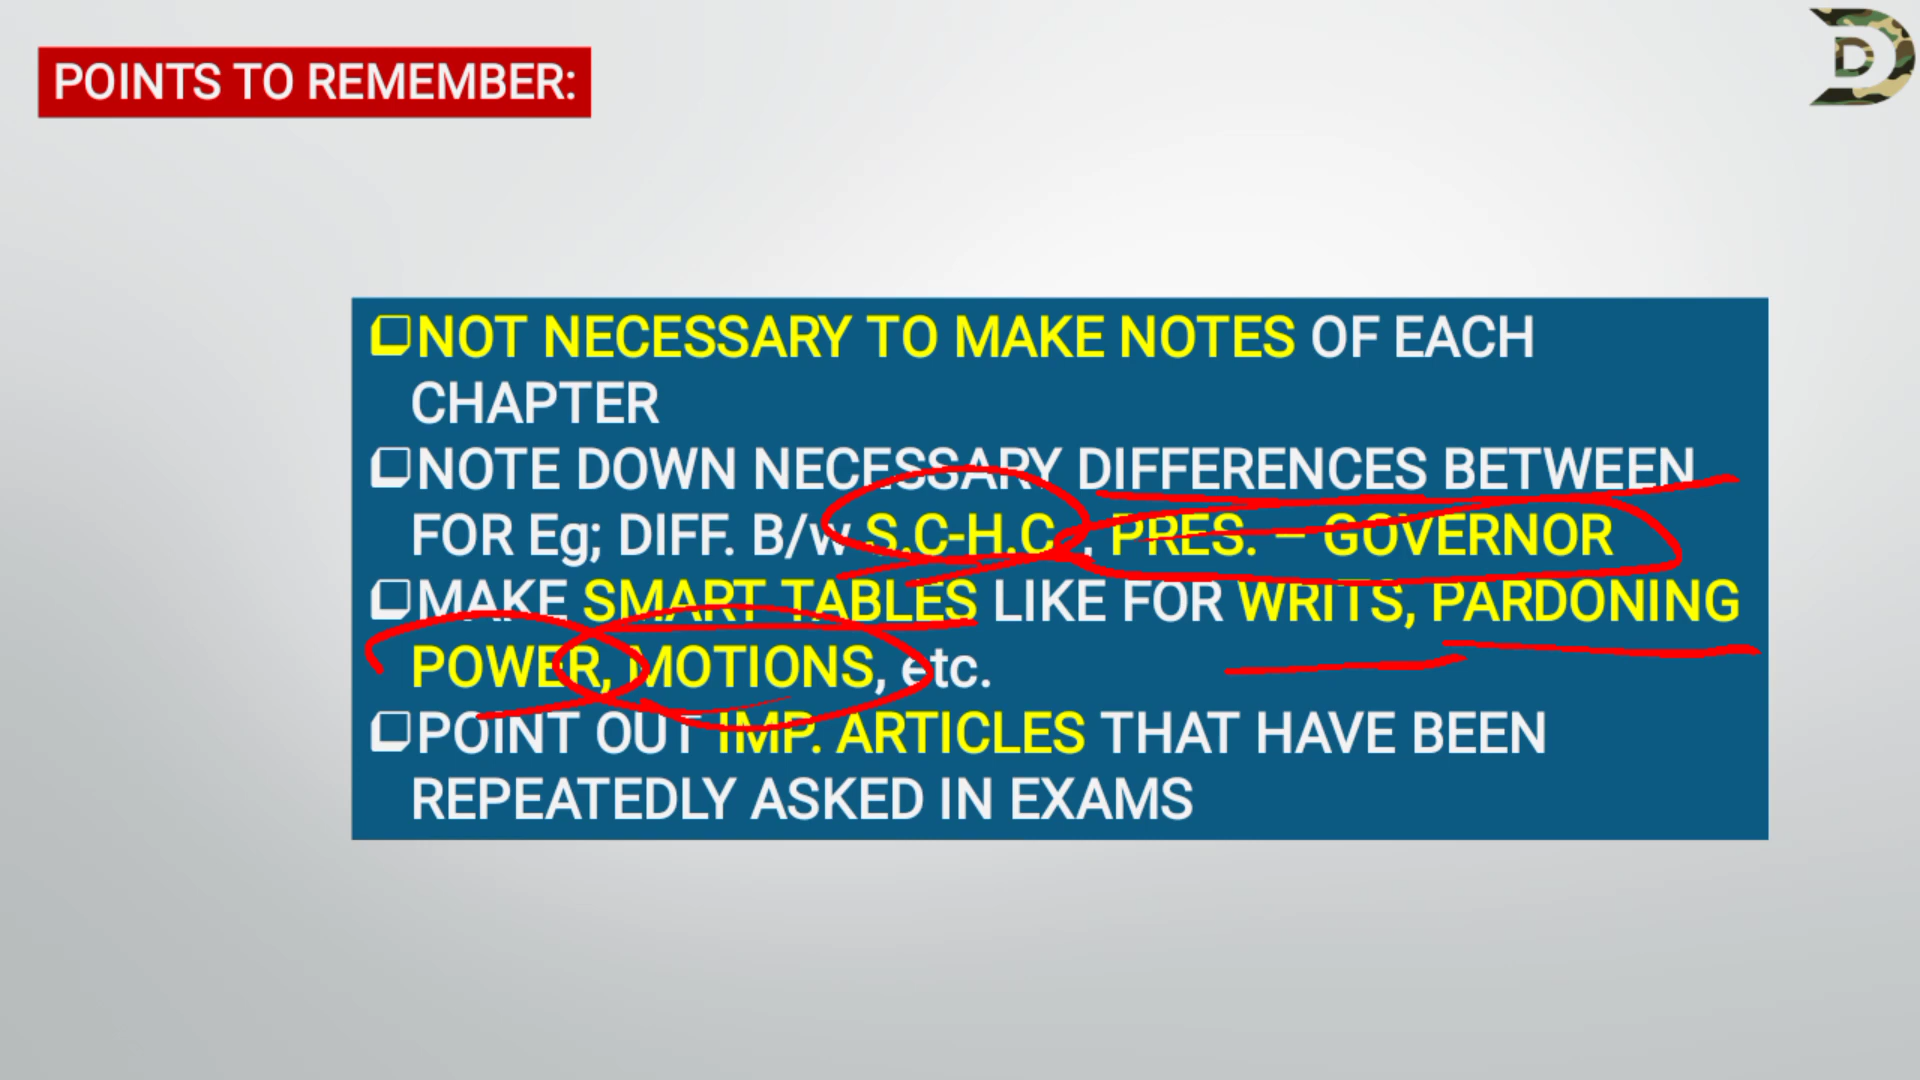 POINTS TO REMEMBER:
D
❏NOT NECESSARY TO MAKE NOTES OF EACH
CHAPTER
❏NOTE DOWN NECESSARY DIFFERENCES BETWEEN
FOR Eg; DIFF. B/w S.C-H.C., PRES. – GOVERNOR
❏MAKE SMART TABLES LIKE FOR WRITS, PARDONING
POWER, MOTIONS, etc.
❏POINT OUT IMP. ARTICLES THAT HAVE BEEN
REPEATEDLY ASKED IN EXAMS